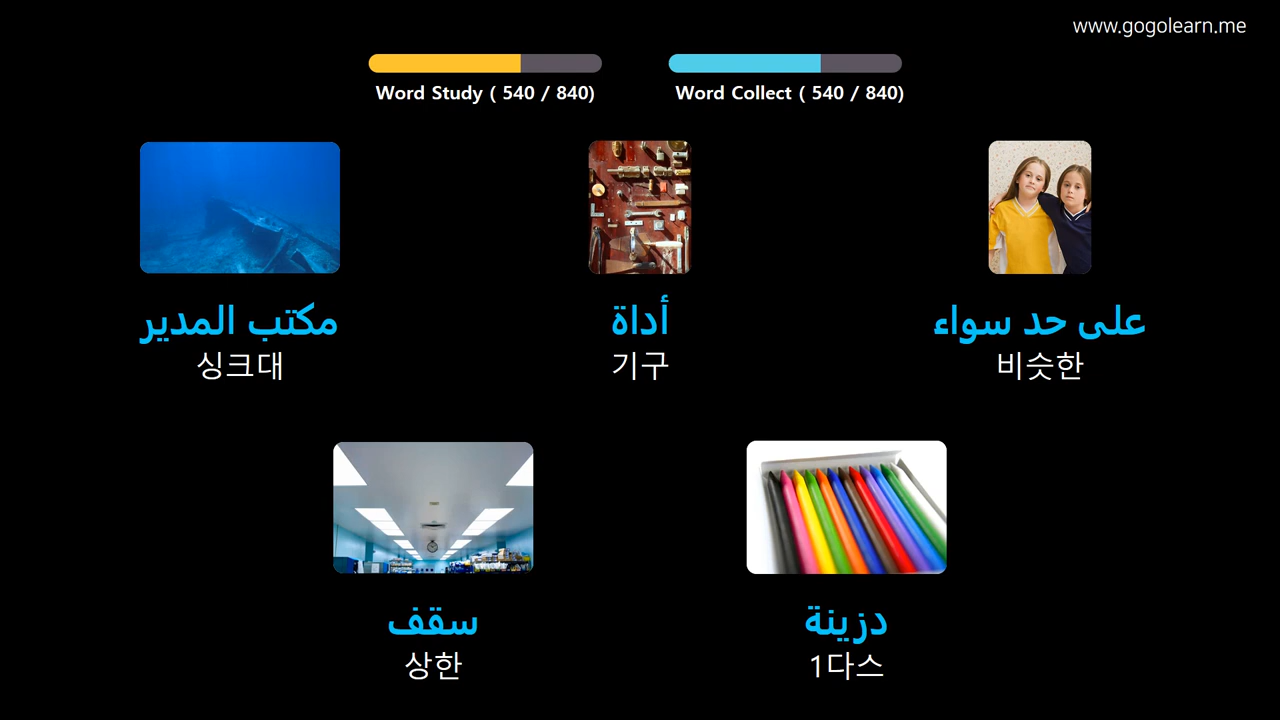 www.gogolearn.me
Word Study ( 540 / 840)
Word Collect ( 540 / 840)
مكتب المدير
싱크대
أداة
기구
على حد سواء
비슷한
سقف
상한
دزينة
1다스